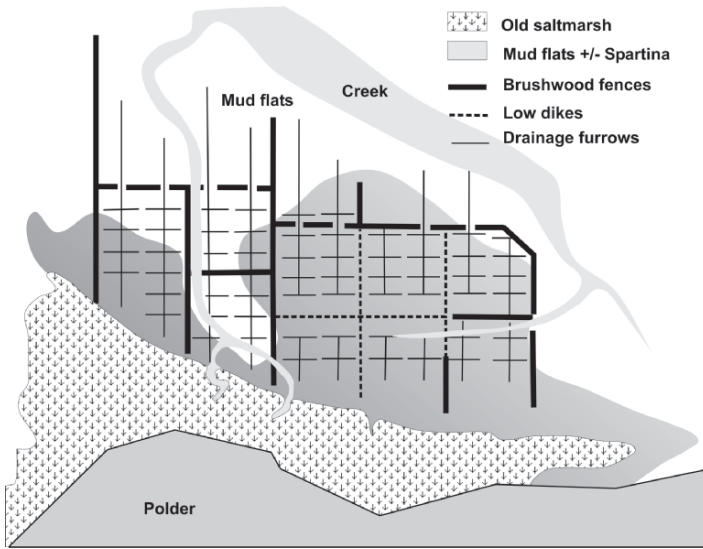 Old saltmarsh
Mud flats +/- Spartina
Brushwood fences
Low dikes
Drainage furrows
Creek
Mud flats
Polder